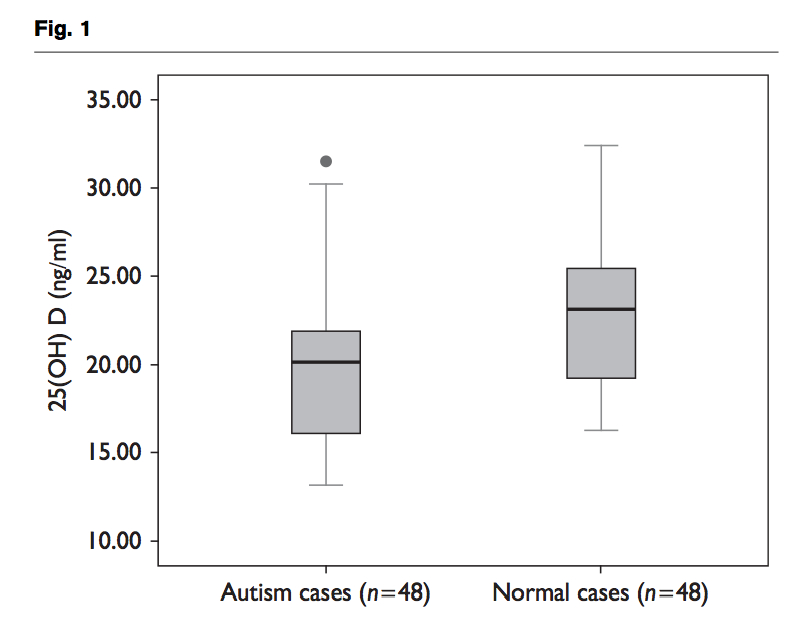 Fig. 1
35.00
30.00
25.00
20.00
15.00
10.00
25(OH) D (ng/ml)
Autism cases (n=48)
Normal cases (n=48)